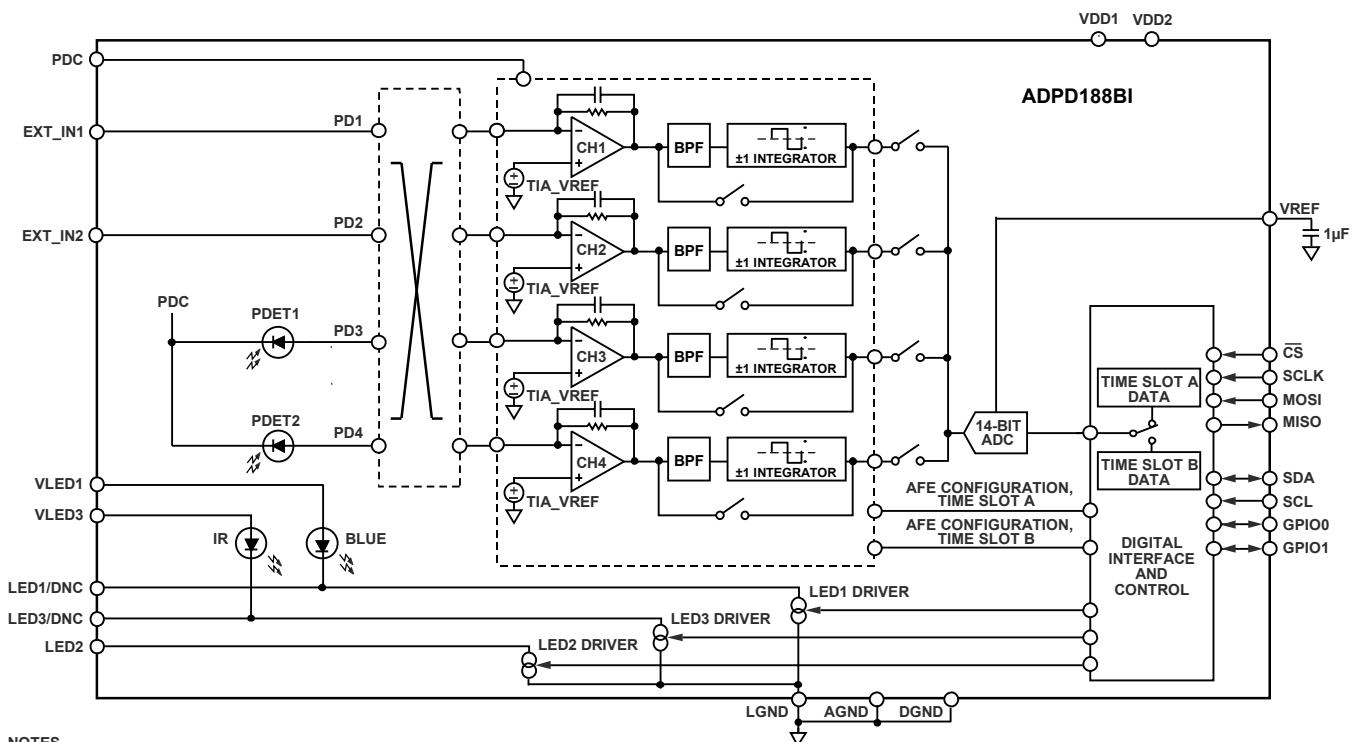 VDD1 VDD2
PDC
ADPD188BI
EXT_IN1
PD1
CH1
BPF
±1 INTEGRATOR
TIA_VREF
EXT_IN2
PD2
CH2
BPF
±1 INTEGRATOR
TIA_VREF
VREF
1µF
PDC
PDET1
PD3
CH3
BPF
±1 INTEGRATOR
TIA_VREF
PDET2
PD4
CH4
BPF
±1 INTEGRATOR
TIA_VREF
14-BIT
ADC
TIME SLOT A
DATA
TIME SLOT B
DATA
CS
SCLK
MOSI
MISO
SDA
SCL
GPIO0
GPIO1
AFE CONFIGURATION,
TIME SLOT A
AFE CONFIGURATION,
TIME SLOT B
DIGITAL
INTERFACE
AND
CONTROL
VLED1
VLED3
IR
BLUE
LED1/DNC
LED3/DNC
LED2
LED1 DRIVER
LED3 DRIVER
LED2 DRIVER
LGND
AGND
DGND